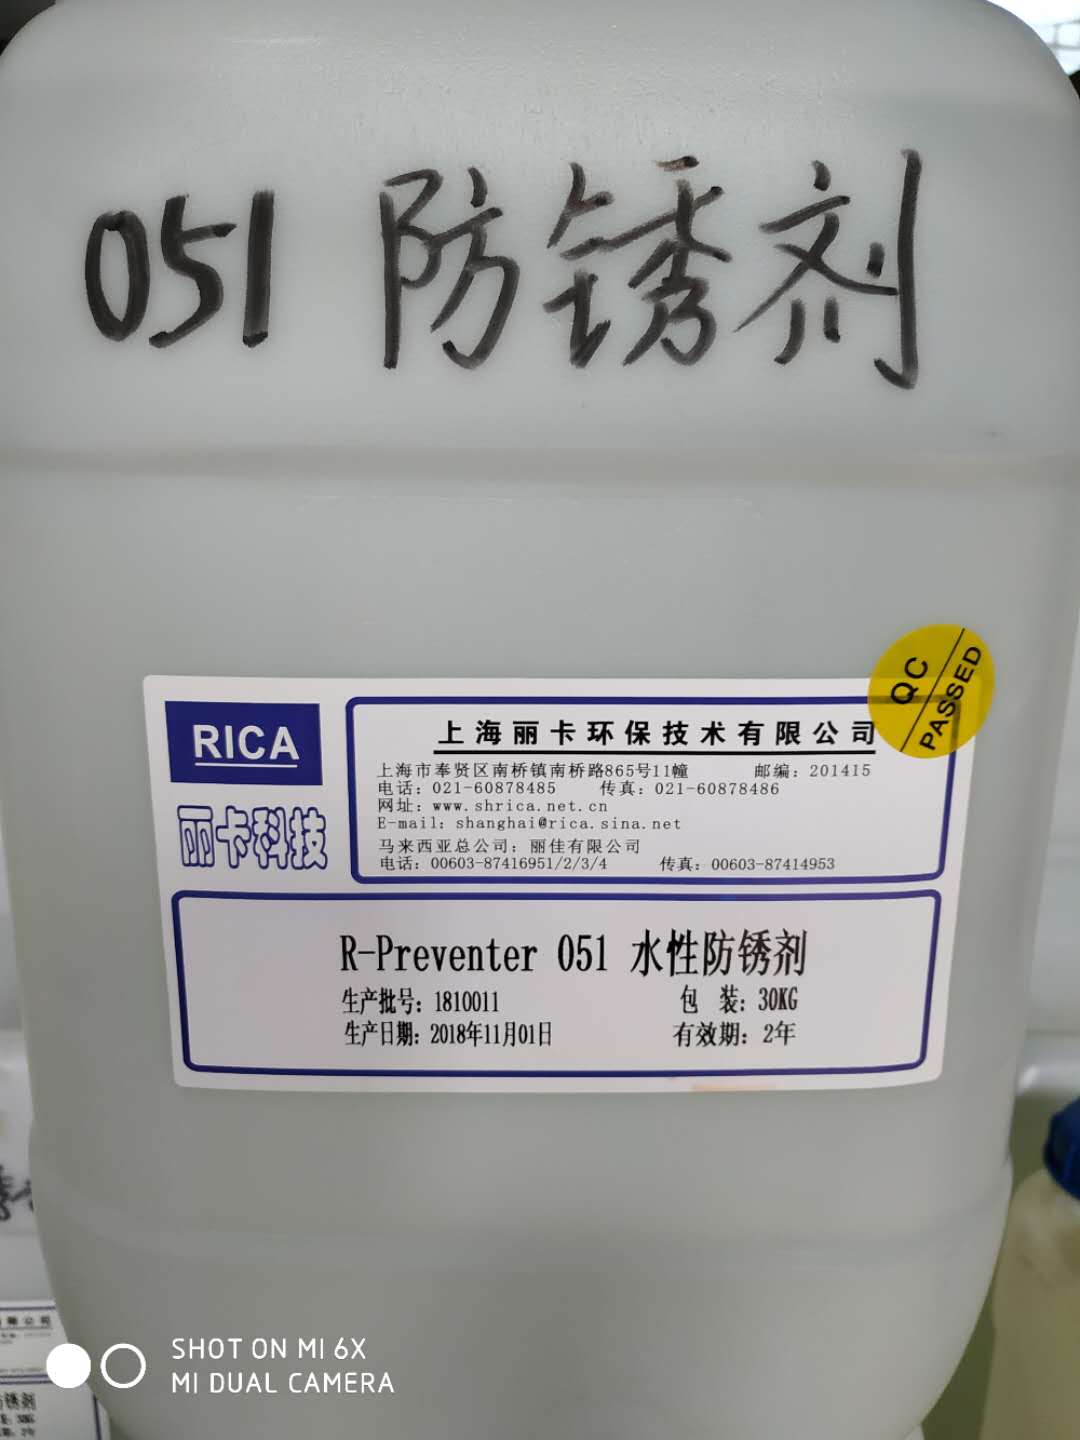 051 防锈剂
QC
PASSED
RICA
丽卡科技
上海丽卡环保技术有限公司
上海市奉贤区南桥镇南桥路865号11幢 邮编：201415
电话：021-60878485 传真：021-60878486
网址：www.shrica.net.cn
E-mail：shanghai@rica.sina.net
马来西亚总公司：丽佳有限公司
电话：00603-87416951/2/3/4 传真：00603-87414953
R-Preventer 051 水性防锈剂
生产批号：1810011 包 装：30KG
生产日期：2018年11月01日 有效期：2年
SHOT ON MI 6X
MI DUAL CAMERA